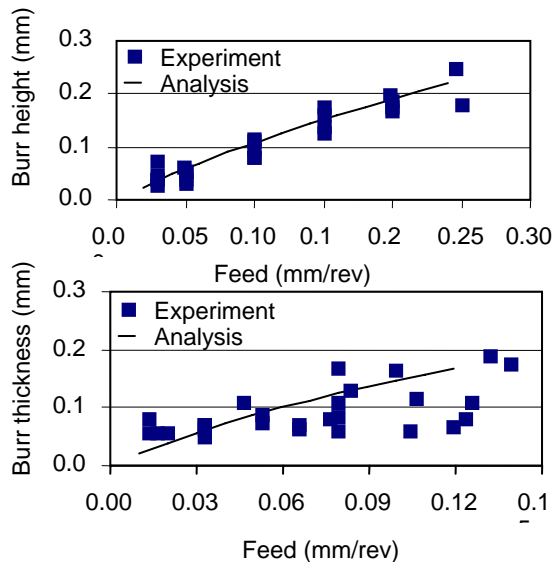 0.3
Experiment
Analysis
0.2
0.1
0.0
Burr height (mm)
0.0 0.05 0.10 0.1 0.2 0.25 0.30
Feed (mm/rev)
0.3
Experiment
Analysis
0.2
0.1
0.0
Burr thickness (mm)
0.00 0.03 0.06 0.09 0.12 0.1
Feed (mm/rev)